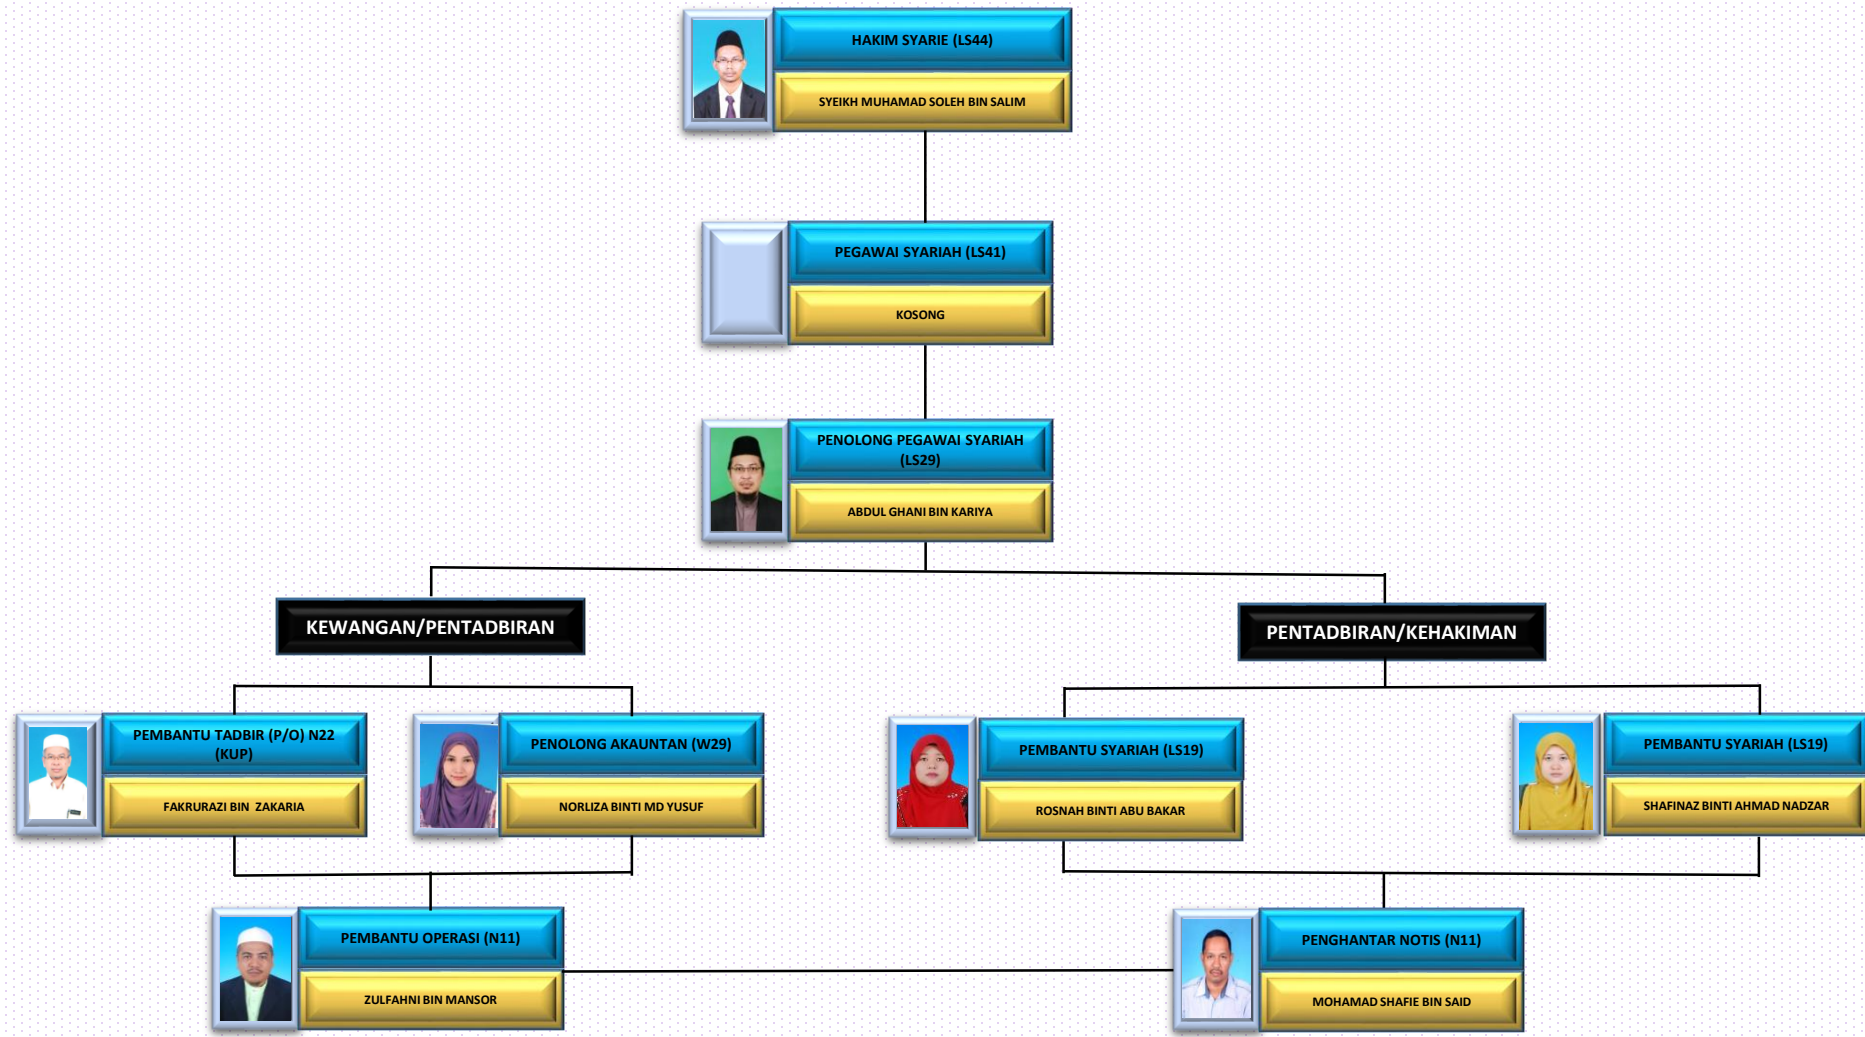 HAKIM SYARIE (LS44)
SYEIKH MUHAMAD SOLEH BIN SALIM
PEGAWAI SYARIAH (LS41)
KOSONG
PENOLONG PEGAWAI SYARIAH
(LS29)
ABDUL GHANI BIN KARIYA
KEWANGAN/PENTADBIRAN
PENTADBIRAN/KEHAKIMAN
PEMBANTU TADBIR (P/O) N22
(KUP)
FAKRURAZI BIN ZAKARIA
PENOLONG AKAUNTAN (W29)
NORLIZA BINTI MD YUSUF
PEMBANTU SYARIAH (LS19)
ROSNAH BINTI ABU BAKAR
PEMBANTU SYARIAH (LS19)
SHAFINAZ BINTI AHMAD NADZAR
PEMBANTU OPERASI (N11)
ZULFAHNI BIN MANSOR
PENGHANTAR NOTIS (N11)
MOHAMAD SHAFIE BIN SAID